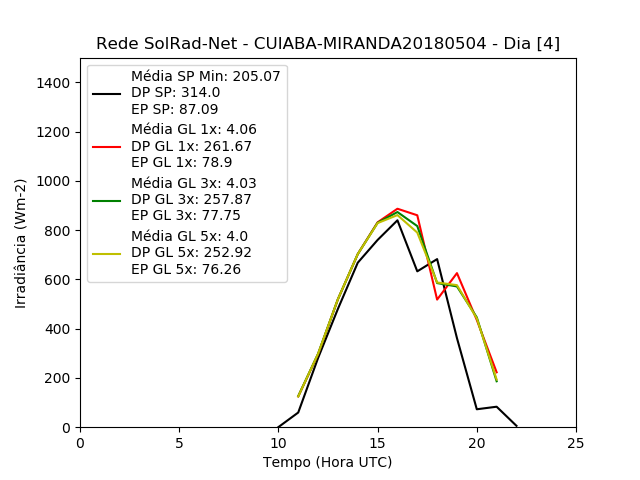 Rede SolRad-Net - CUIABA-MIRANDA20180504 - Dia [4]
Média SP Min: 205.07
DP SP: 314.0
EP SP: 87.09
Média GL 1x: 4.06
DP GL 1x: 261.67
EP GL 1x: 78.9
Média GL 3x: 4.03
DP GL 3x: 257.87
EP GL 3x: 77.75
Média GL 5x: 4.0
DP GL 5x: 252.92
EP GL 5x: 76.26
Irradiância (Wm-2)
1400
1200
1000
800
600
400
200
0
0 5 10 15 20 25
Tempo (Hora UTC)